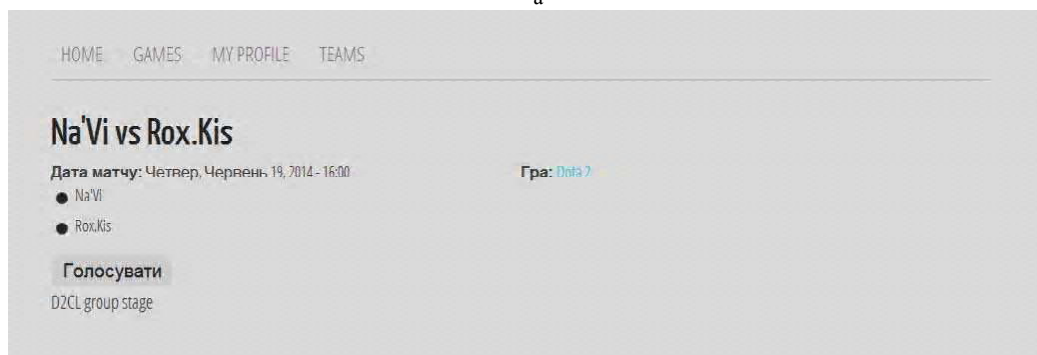 а
HOME GAMES MY PROFILE TEAMS
Na'Vi vs Rox.Kis
Дата матчу: Четвер, Червень 19, 2014 - 16:00 Гра: Dota 2
Na'Vi
Rox.Kis
Голосувати
D2CL group stage